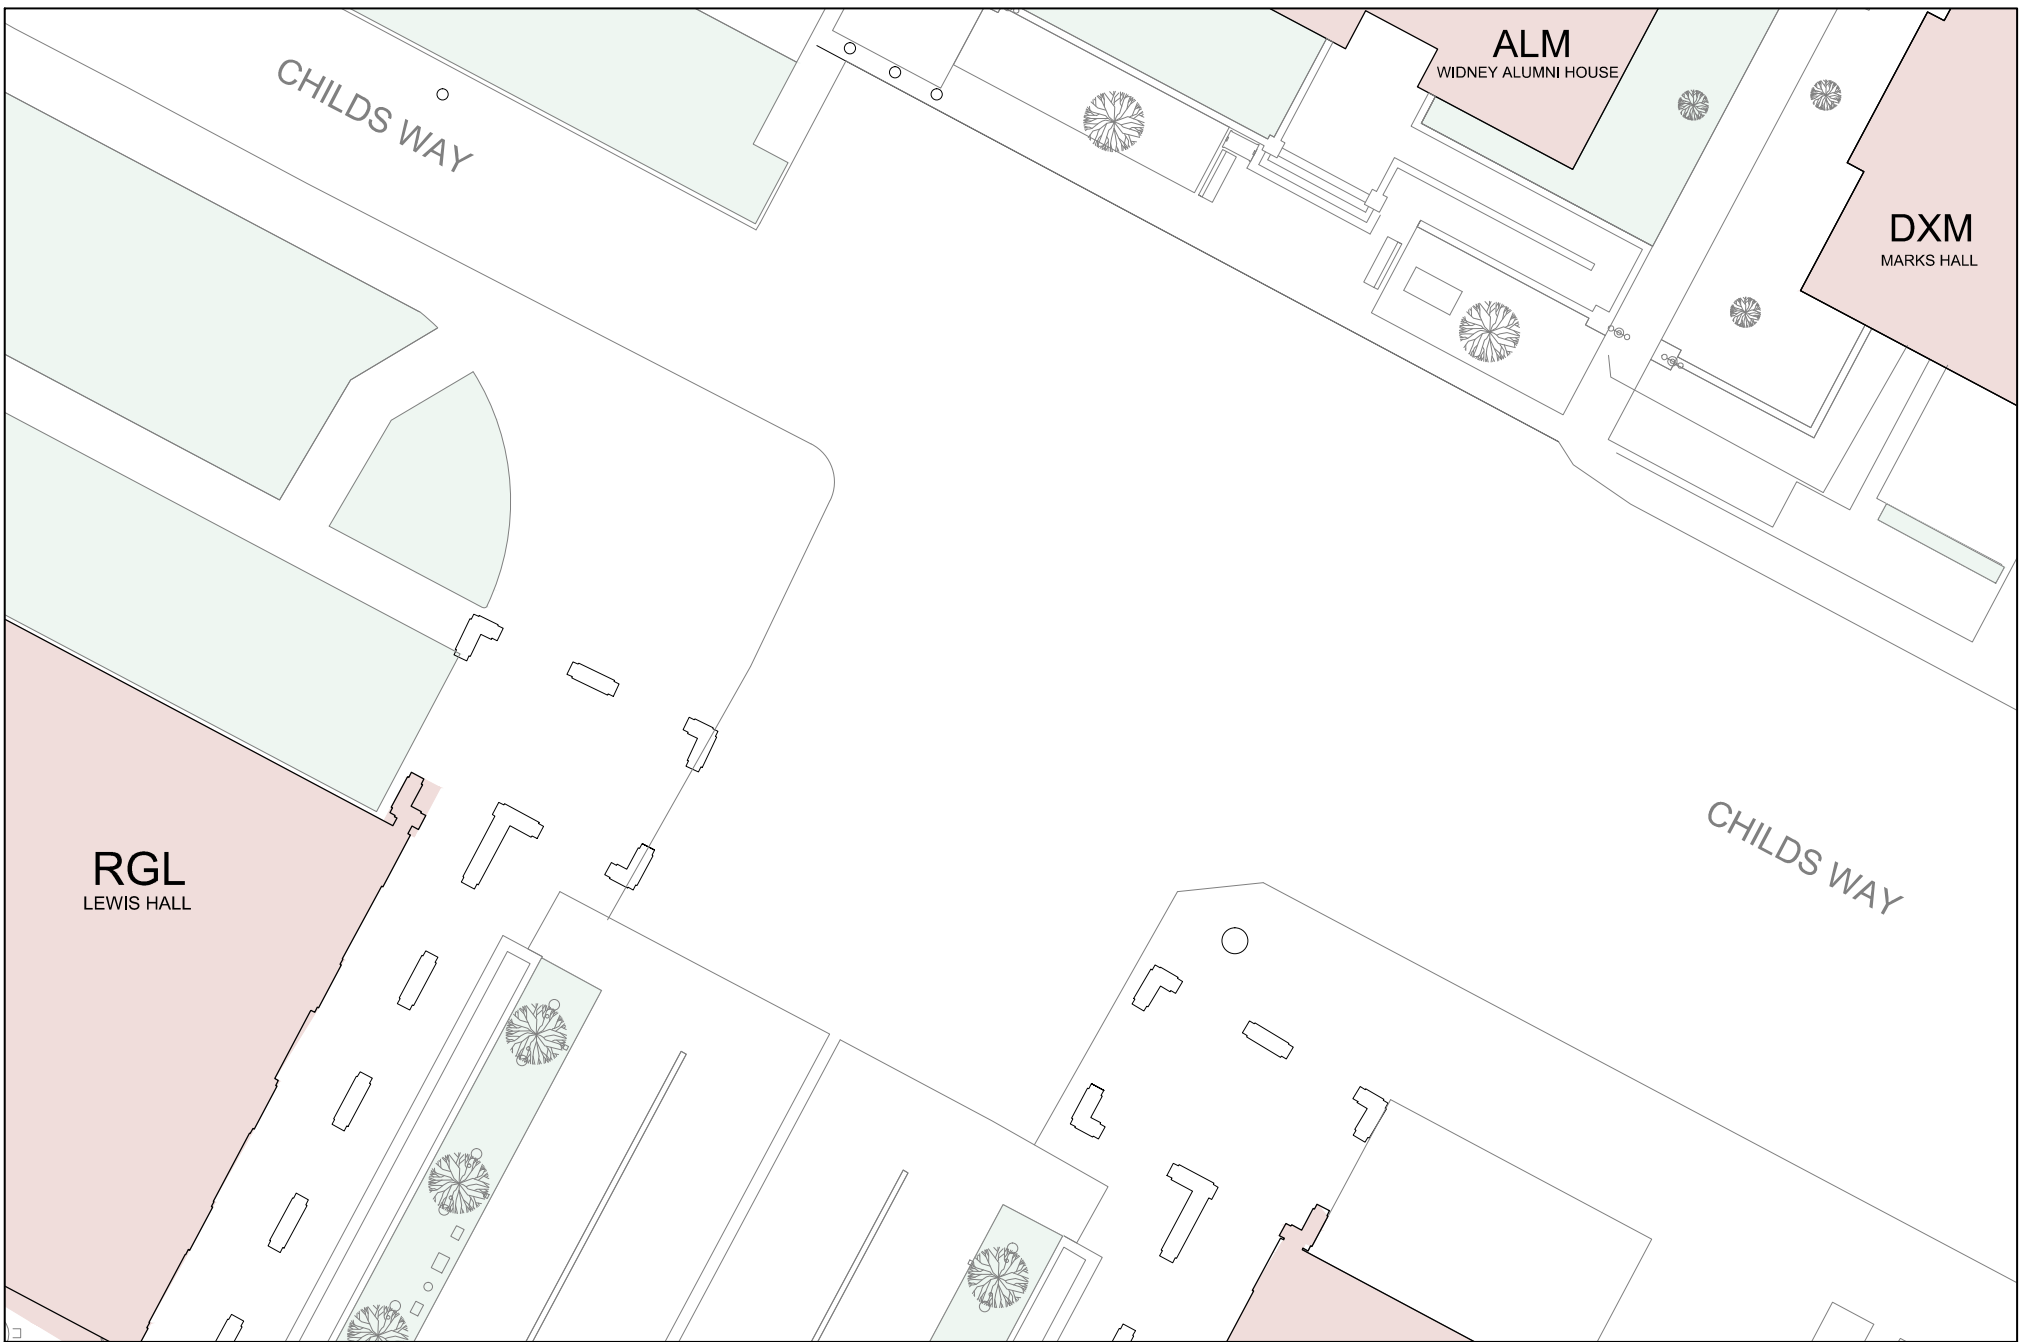 ALM
WIDNEY ALUMNI HOUSE
CHILDS WAY
DXM
MARKS HALL
CHILDS WAY
RGL
LEWIS HALL